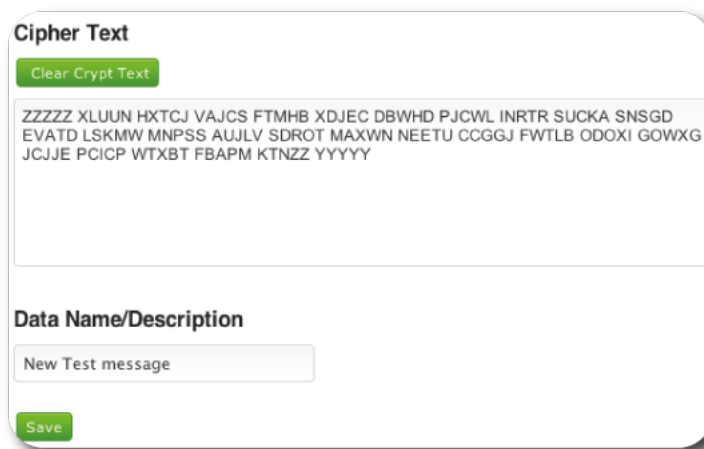 Cipher Text
Clear Crypt Text
ZZZZZ XLUUN HXTCJ VAJCS FTMHB XDJEC DBWHD PJCWL INRTR SUCKA SNSGD
EVATD LSKMW MNPSS AUJLV SDROT MAXWN NEETU CCGGJ FWTLB ODOXI GOWXG
JCJJE PCICP WTXBT FBAPM KTNZZ YYYYY
Data Name/Description
New Test message
Save